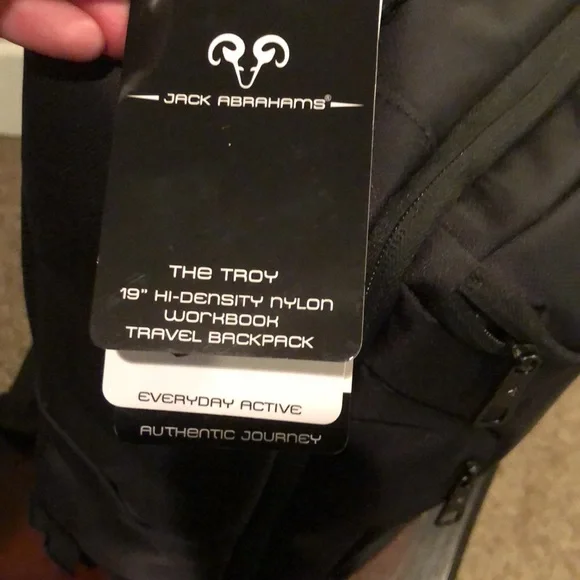 JACK ABRAHAMS®
THE TROY
19" HI-DENSITY NYLON
WORKBOOK
TRAVEL BACKPACK
EVERYDAY ACTIVE
AUTHENTIC JOURNEY